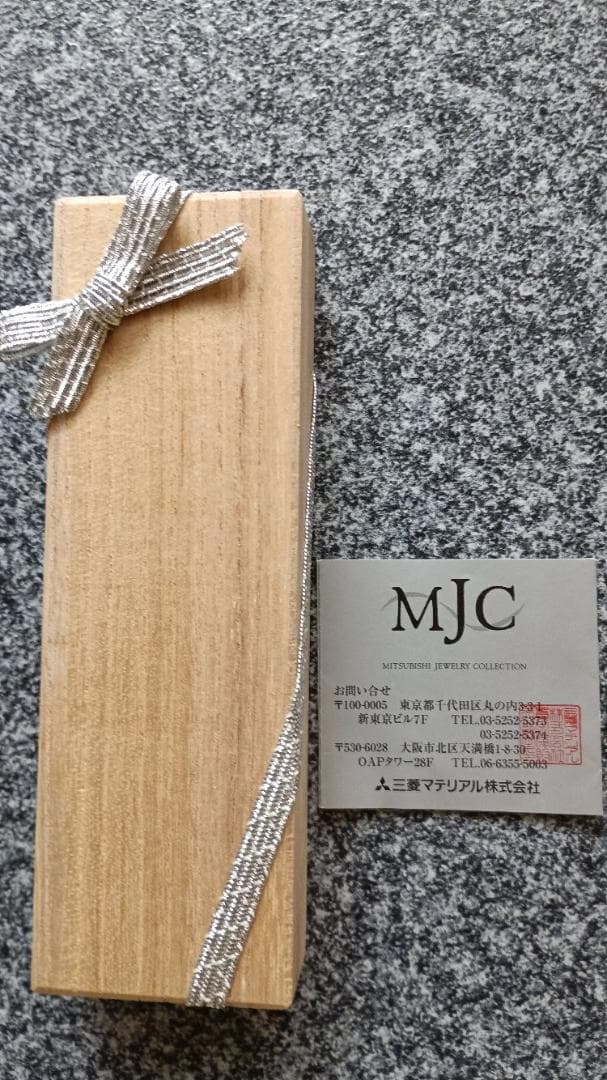 MJC
MITSUBISHI JEWELRY COLLECTION
お問い合せ
〒100-0005 東京都千代田区丸の内3-3-1
新東京ビル7F TEL.03-5252-5373
03-5252-5374
〒530-6028 大阪市北区天満橋1-8-30
OAPタワー28F TEL.06-6355-5003
三菱マテリアル株式会社